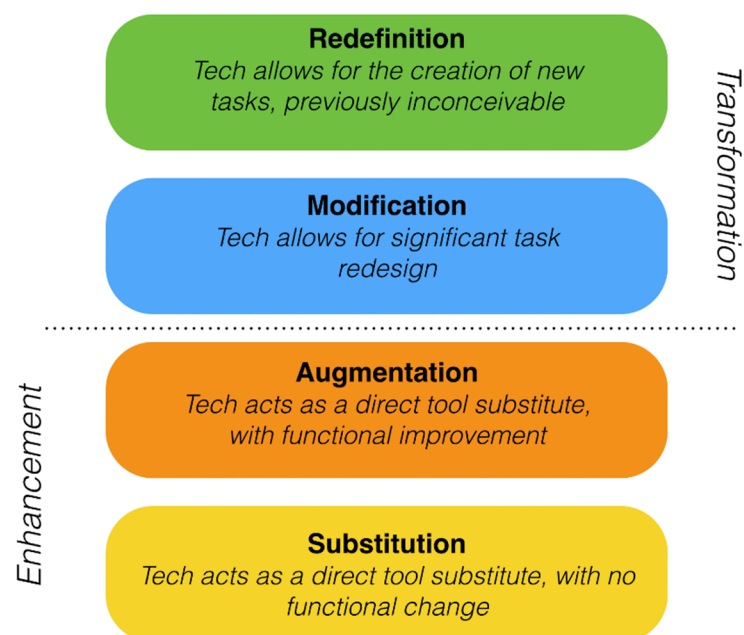 Redefinition
Tech allows for the creation of new
tasks, previously inconceivable
Transformation
Modification
Tech allows for significant task
redesign
Enhancement
Augmentation
Tech acts as a direct tool substitute,
with functional improvement
Substitution
Tech acts as a direct tool substitute, with no
functional change